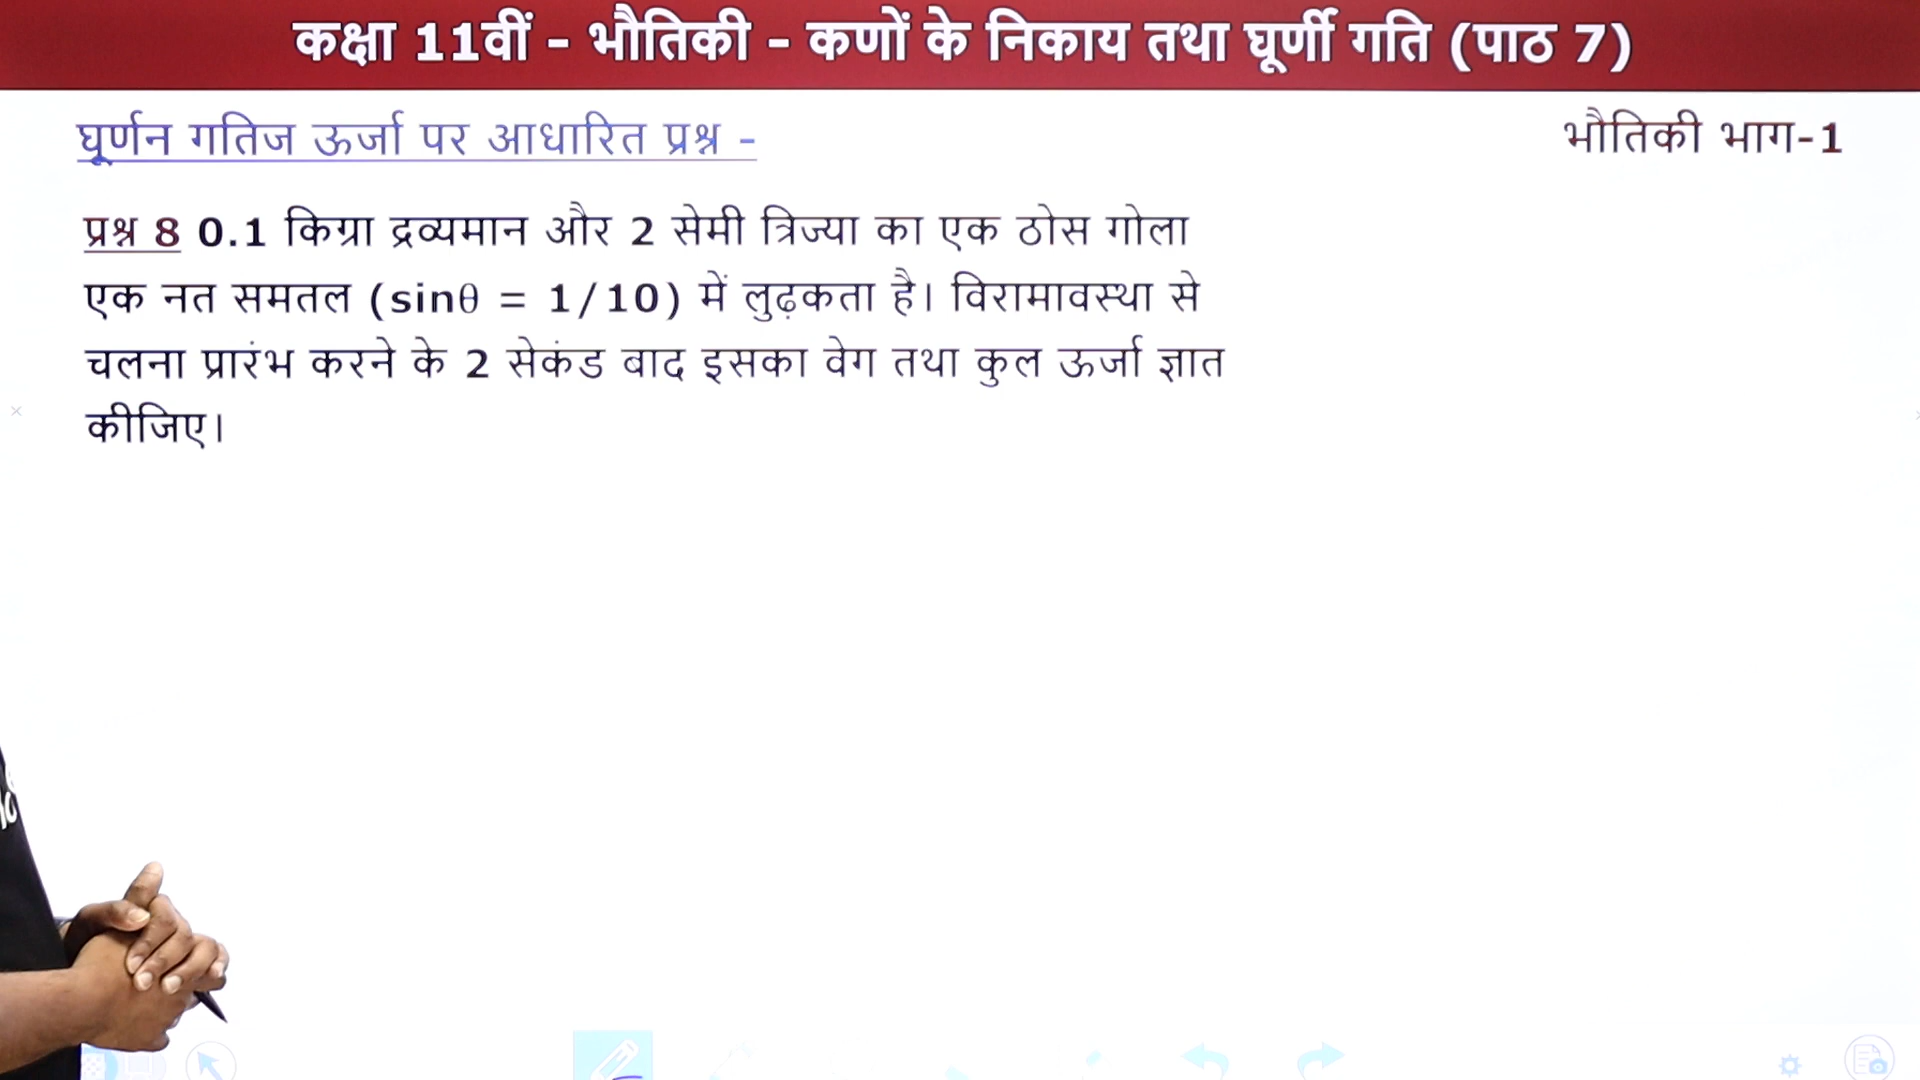 कक्षा 11वीं - भौतिकी - कणों के निकाय तथा घूर्णी गति (पाठ 7)
घूर्णन गतिज ऊर्जा पर आधारित प्रश्न -
भौतिकी भाग-1
प्रश्न 8 0.1 किग्रा द्रव्यमान और 2 सेमी त्रिज्या का एक ठोस गोला
एक नत समतल (sinθ = 1/10) में लुढ़कता है। विरामावस्था से
चलना प्रारंभ करने के 2 सेकंड बाद इसका वेग तथा कुल ऊर्जा ज्ञात
कीजिए।